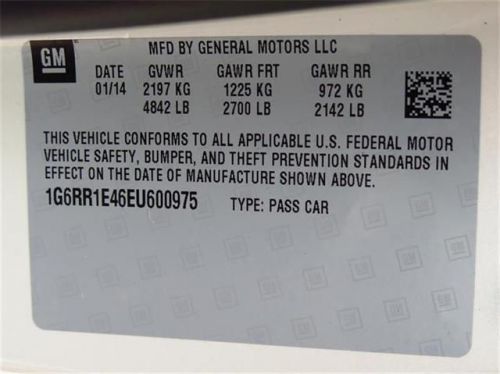 GM
MFD BY GENERAL MOTORS LLC
DATE GVWR GAWR FRT GAWR RR
01/14 2197 KG 1225 KG 972 KG
4842 LB 2700 LB 2142 LB
THIS VEHICLE CONFORMS TO ALL APPLICABLE U.S. FEDERAL MOTOR
VEHICLE SAFETY, BUMPER, AND THEFT PREVENTION STANDARDS IN
EFFECT ON THE DATE OF MANUFACTURE SHOWN ABOVE.
1G6RR1E46EU600975 TYPE: PASS CAR